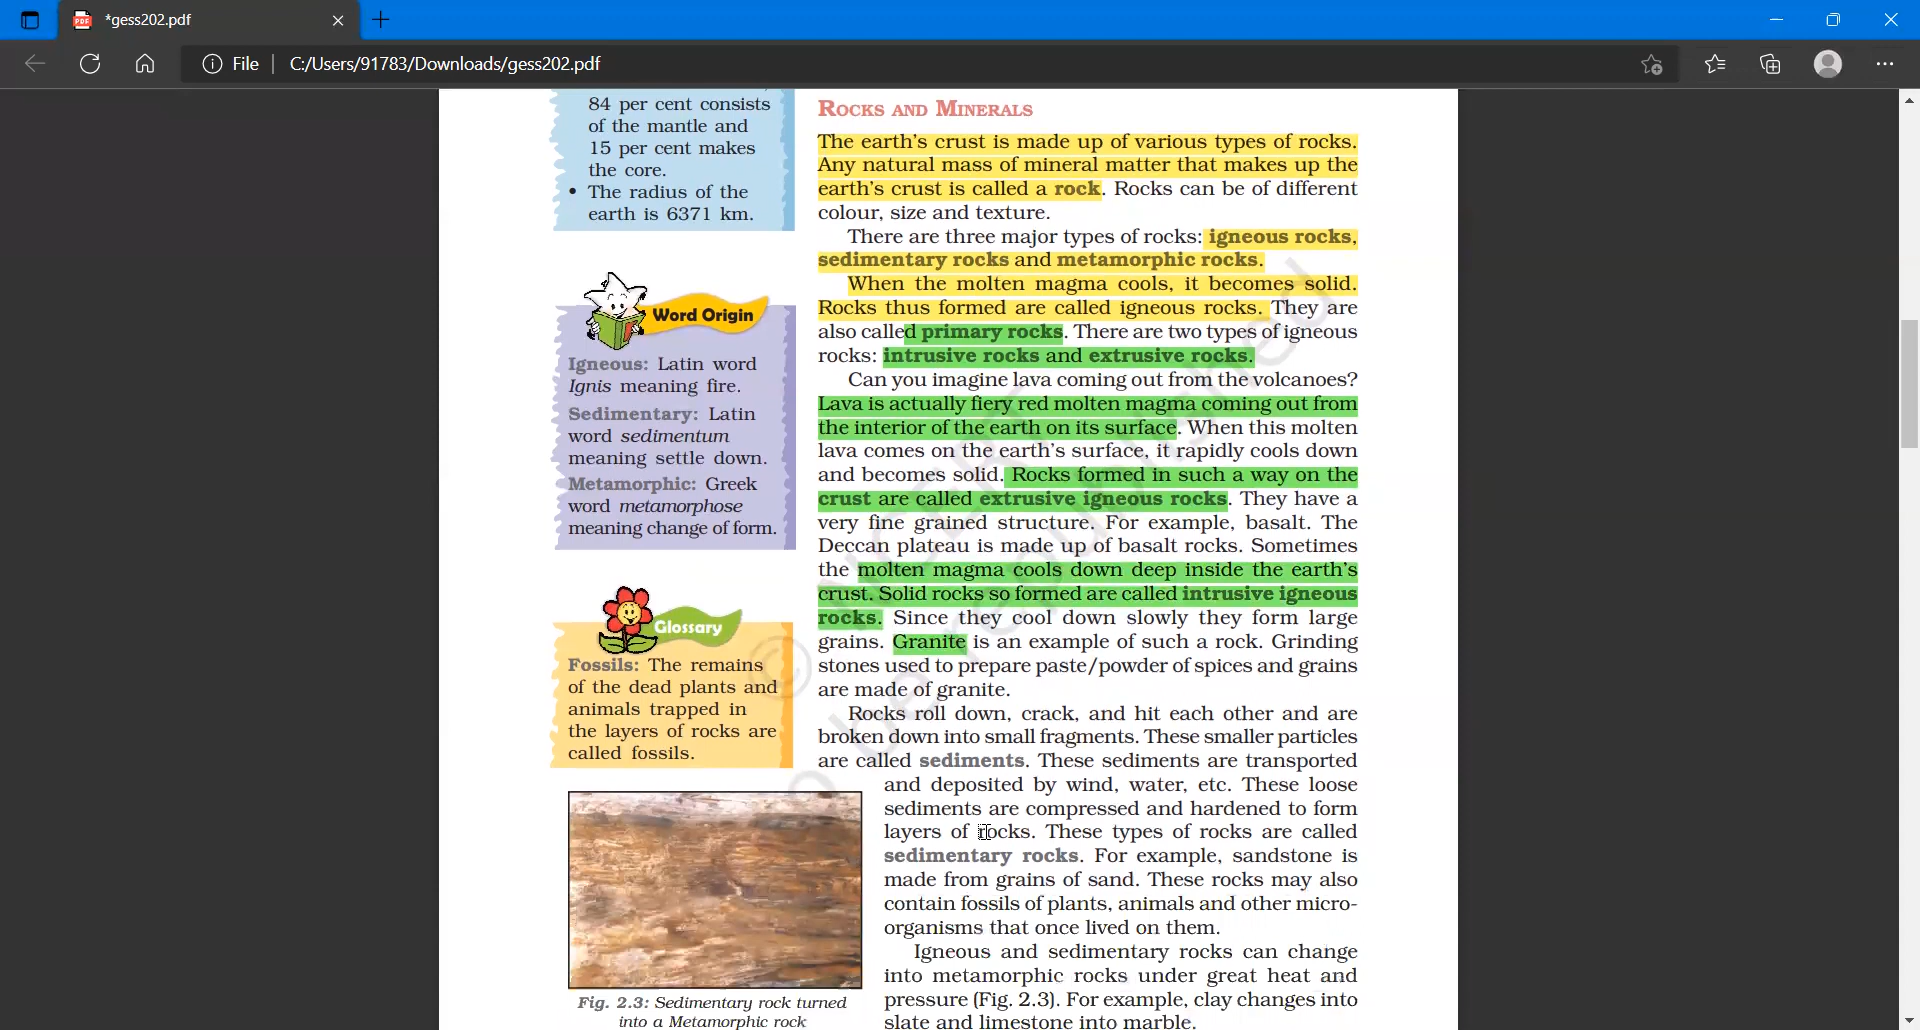 *gess202.pdf
File
C:/Users/91783/Downloads/gess202.pdf
84 per cent consists
of the mantle and
15 per cent makes
the core.
• The radius of the
earth is 6371 km.
Word Origin
Igneous: Latin word
Ignis meaning fire.
Sedimentary: Latin
word sedimentum
meaning settle down.
Metamorphic: Greek
word metamorphose
meaning change of form.
Glossary
Fossils: The remains
of the dead plants and
animals trapped in
the layers of rocks are
called fossils.
Fig. 2.3: Sedimentary rock turned
into a Metamorphic rock
ROCKS AND MINERALS
The earth's crust is made up of various types of rocks.
Any natural mass of mineral matter that makes up the
earth's crust is called a rock. Rocks can be of different
colour, size and texture.
There are three major types of rocks: igneous rocks,
sedimentary rocks and metamorphic rocks.
When the molten magma cools, it becomes solid.
Rocks thus formed are called igneous rocks. They are
also called primary rocks. There are two types of igneous
rocks: intrusive rocks and extrusive rocks.
Can you imagine lava coming out from the volcanoes?
Lava is actually fiery red molten magma coming out from
the interior of the earth on its surface. When this molten
lava comes on the earth's surface, it rapidly cools down
and becomes solid. Rocks formed in such a way on the
crust are called extrusive igneous rocks. They have a
very fine grained structure. For example, basalt. The
Deccan plateau is made up of basalt rocks. Sometimes
the molten magma cools down deep inside the earth's
crust. Solid rocks so formed are called intrusive igneous
rocks. Since they cool down slowly they form large
grains. Granite is an example of such a rock. Grinding
stones used to prepare paste/powder of spices and grains
are made of granite.
Rocks roll down, crack, and hit each other and are
broken down into small fragments. These smaller particles
are called sediments. These sediments are transported
and deposited by wind, water, etc. These loose
sediments are compressed and hardened to form
layers of rocks. These types of rocks are called
sedimentary rocks. For example, sandstone is
made from grains of sand. These rocks may also
contain fossils of plants, animals and other micro-
organisms that once lived on them.
Igneous and sedimentary rocks can change
into metamorphic rocks under great heat and
pressure (Fig. 2.3). For example, clay changes into
slate and limestone into marble.